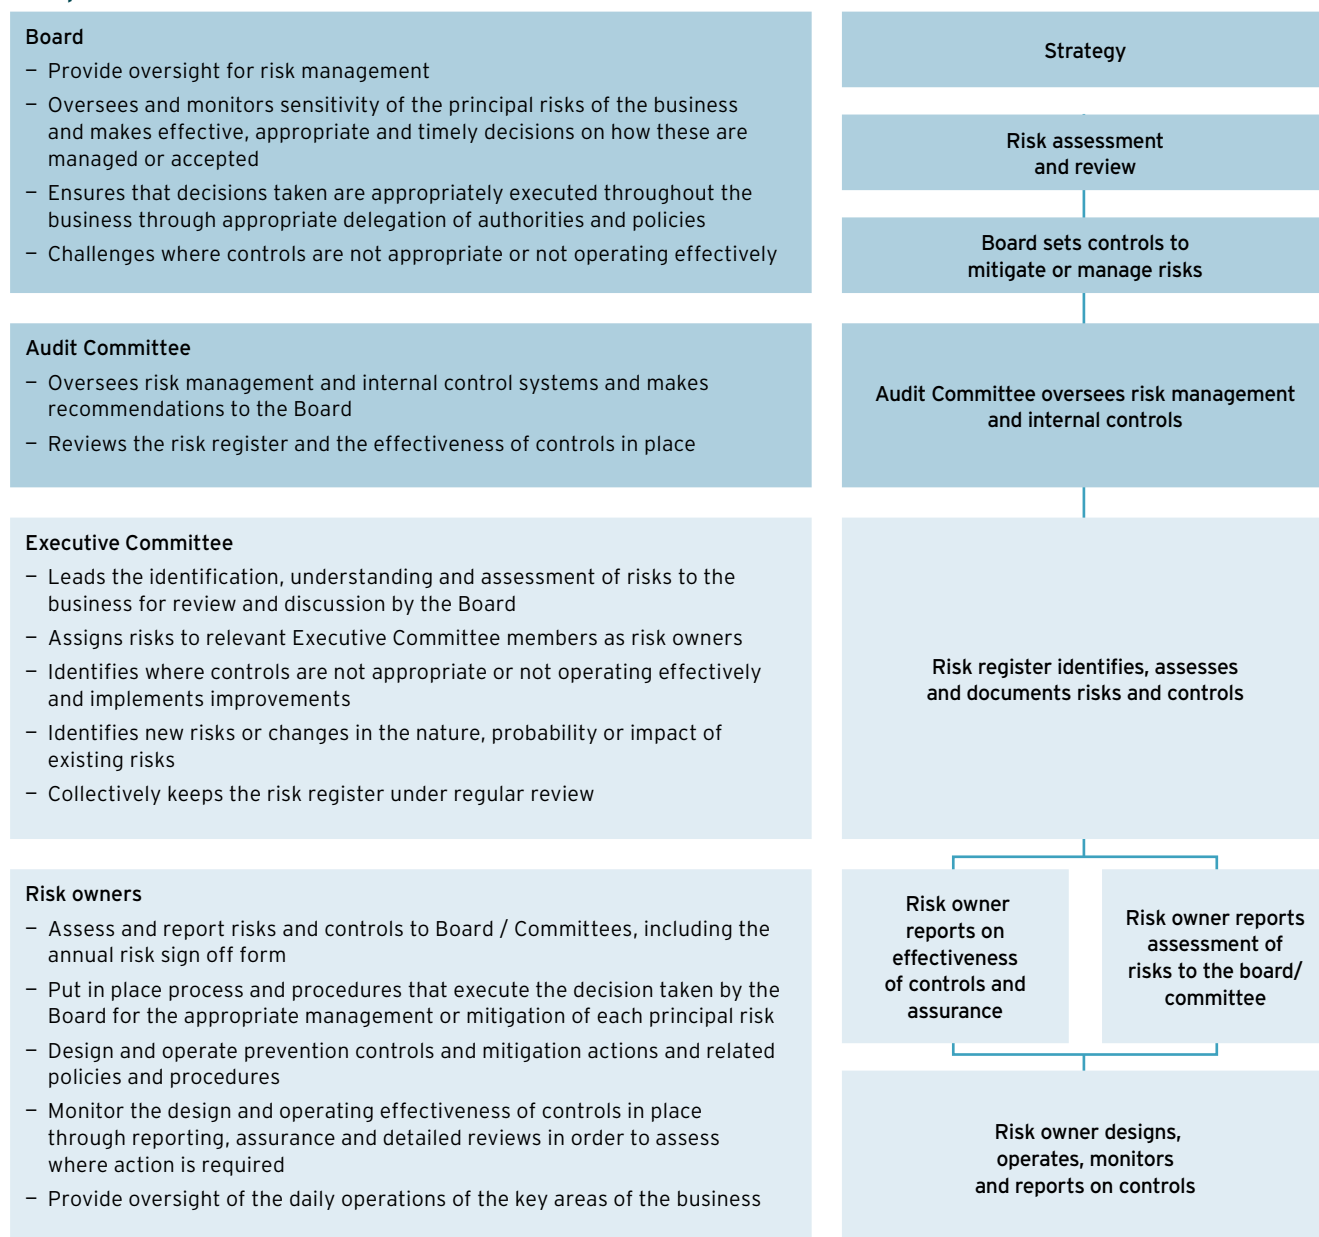 Board
– Provide oversight for risk management
– Oversees and monitors sensitivity of the principal risks of the business
and makes effective, appropriate and timely decisions on how these are
managed or accepted
– Ensures that decisions taken are appropriately executed throughout the
business through appropriate delegation of authorities and policies
– Challenges where controls are not appropriate or not operating effectively
Strategy
Risk assessment
and review
Board sets controls to
mitigate or manage risks
Audit Committee
– Oversees risk management and internal control systems and makes
recommendations to the Board
– Reviews the risk register and the effectiveness of controls in place
Audit Committee oversees risk management
and internal controls
Executive Committee
– Leads the identification, understanding and assessment of risks to the
business for review and discussion by the Board
– Assigns risks to relevant Executive Committee members as risk owners
– Identifies where controls are not appropriate or not operating effectively
and implements improvements
– Identifies new risks or changes in the nature, probability or impact of
existing risks
– Collectively keeps the risk register under regular review
Risk register identifies, assesses
and documents risks and controls
Risk owners
– Assess and report risks and controls to Board / Committees, including the
annual risk sign off form
– Put in place process and procedures that execute the decision taken by the
Board for the appropriate management or mitigation of each principal risk
– Design and operate prevention controls and mitigation actions and related
policies and procedures
– Monitor the design and operating effectiveness of controls in place
through reporting, assurance and detailed reviews in order to assess
where action is required
– Provide oversight of the daily operations of the key areas of the business
Risk owner
reports on
effectiveness
of controls and
assurance
Risk owner reports
assessment of
risks to the board/
committee
Risk owner designs,
operates, monitors
and reports on controls